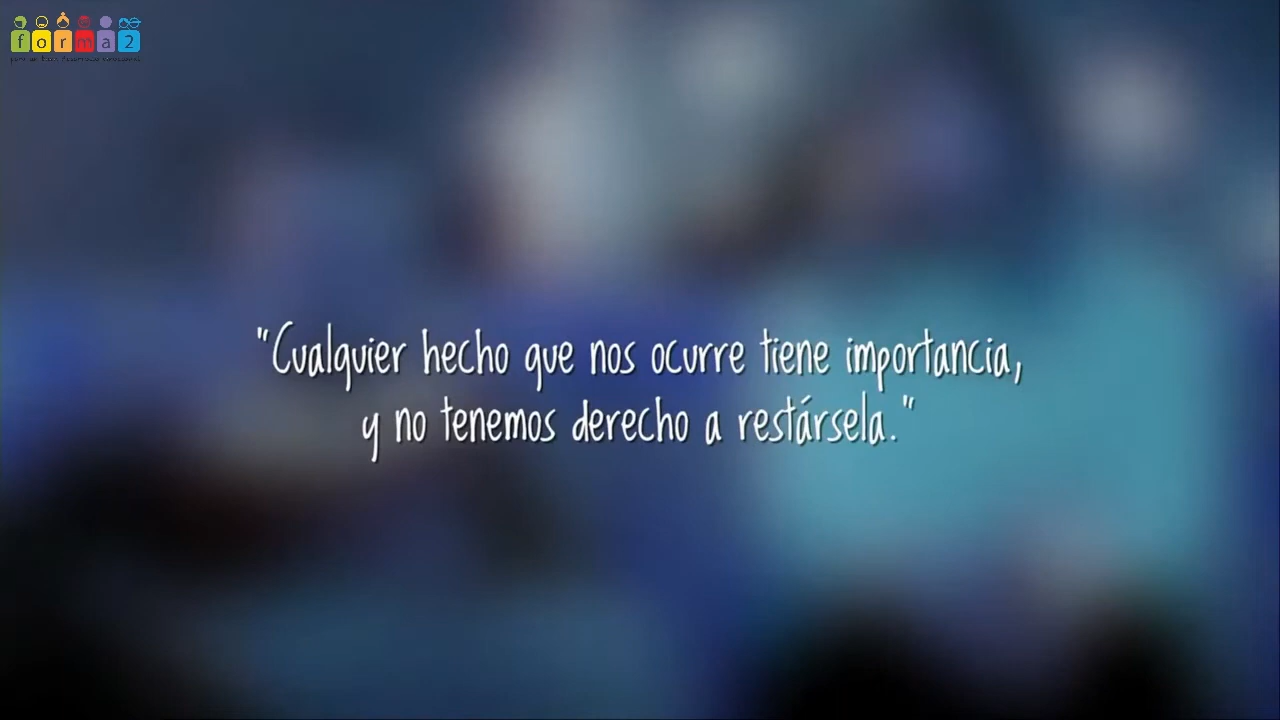 forma2
"Cualquier hecho que nos ocurre tiene importancia,
y no tenemos derecho a restársela."